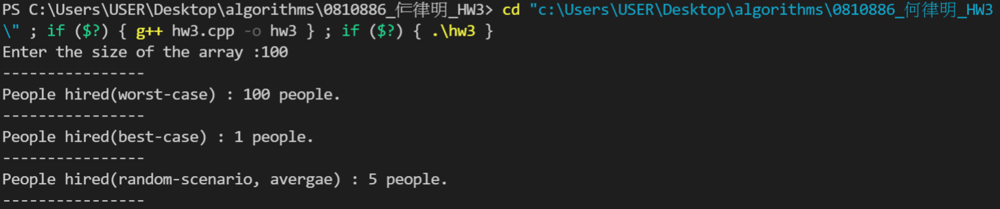 PS C:\Users\USER\Desktop\algorithms\0810886_何律明_HW3> cd "c:\Users\USER\Desktop\algorithms\0810886_何律明_HW3
\" ; if ($?) { g++ hw3.cpp -o hw3 } ; if ($?) { .\hw3 }
Enter the size of the array :100
----------------
People hired(worst-case) : 100 people.
----------------
People hired(best-case) : 1 people.
----------------
People hired(random-scenario, avergae) : 5 people.
----------------